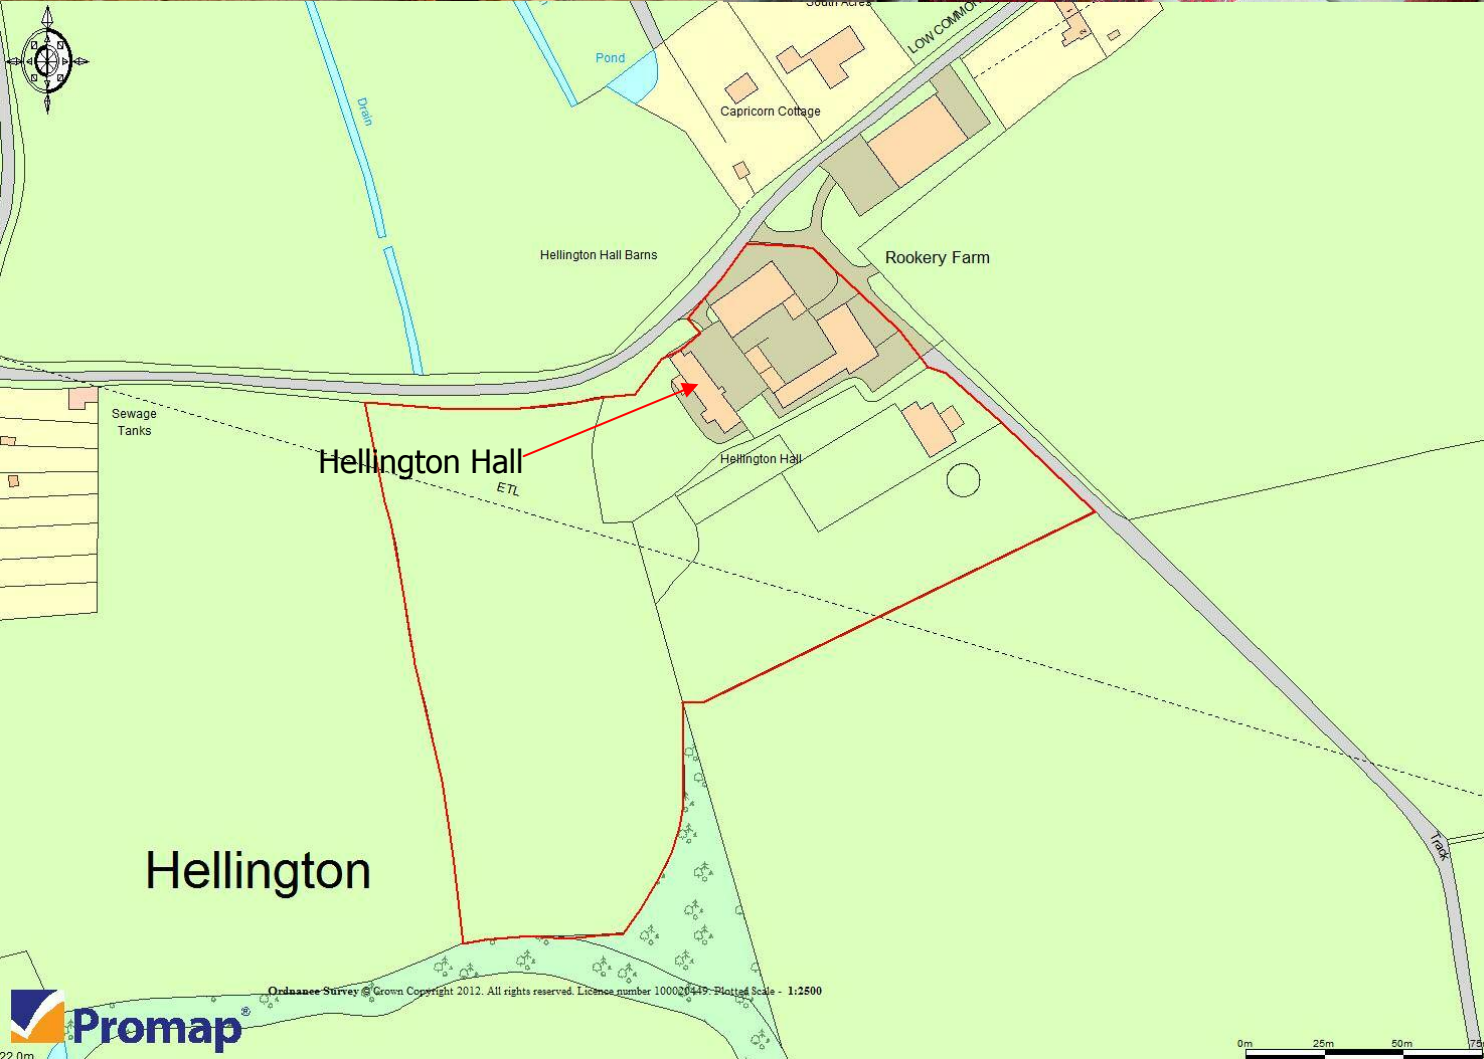 South Acres
LOW COMMON
Pond
Drain
Capricorn Cottage
Hellington Hall Barns
Rookery Farm
Sewage
Tanks
Hellington Hall
Hellington Hall
ETL
Track
Hellington
Ordnance Survey © Crown Copyright 2012. All rights reserved. Licence number 100020449. Plotted Scale - 1:2500
Promap®
22.0m
0m 25m 50m 75